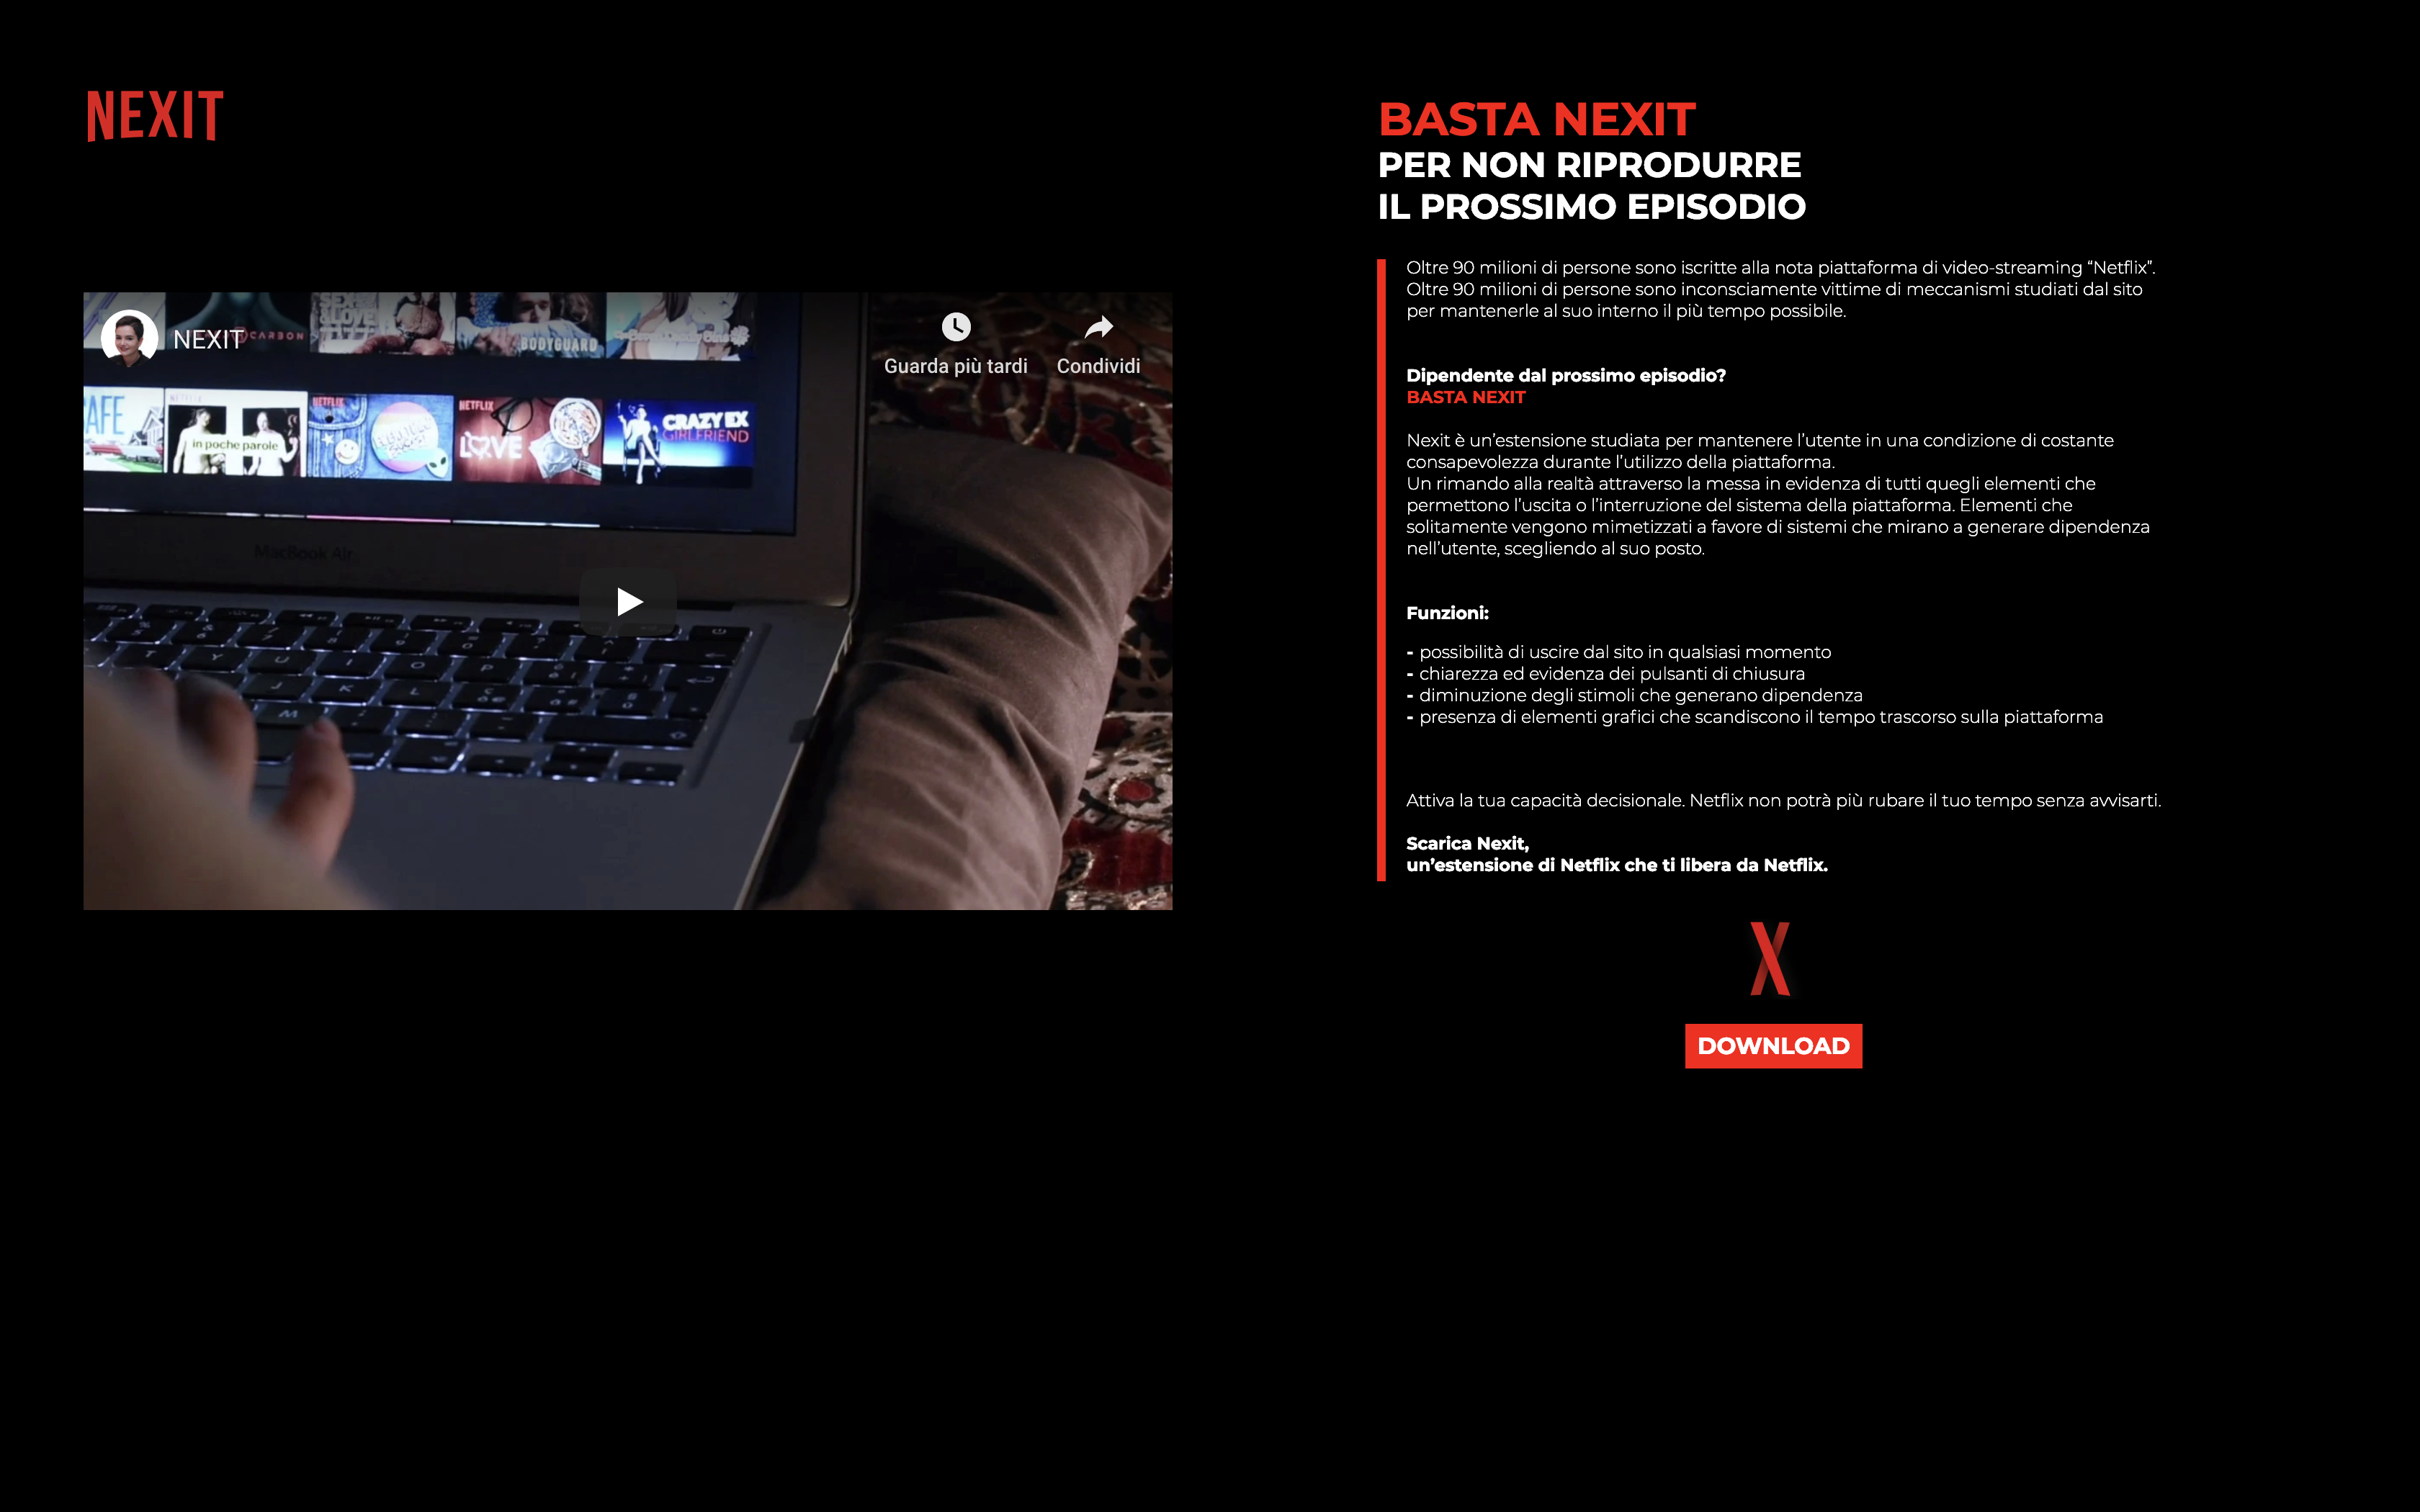 NEXIT
NEXIT
Guarda più tardi
Condividi
CARBON
BODYGUARD
AFE
NETFLIX
in poche parole
NETFLIX
NETFLIX
LOVE
CRAZY EX
GIRLFRIEND
MacBook Air
BASTA NEXIT
PER NON RIPRODURRE
IL PROSSIMO EPISODIO
Oltre 90 milioni di persone sono iscritte alla nota piattaforma di video-streaming “Netflix”.
Oltre 90 milioni di persone sono inconsciamente vittime di meccanismi studiati dal sito
per mantenerle al suo interno il più tempo possibile.
Dipendente dal prossimo episodio?
BASTA NEXIT
Nexit è un’estensione studiata per mantenere l’utente in una condizione di costante
consapevolezza durante l’utilizzo della piattaforma.
Un rimando alla realtà attraverso la messa in evidenza di tutti quegli elementi che
permettono l’uscita o l’interruzione del sistema della piattaforma. Elementi che
solitamente vengono mimetizzati a favore di sistemi che mirano a generare dipendenza
nell’utente, scegliendo al suo posto.
Funzioni:
- possibilità di uscire dal sito in qualsiasi momento
- chiarezza ed evidenza dei pulsanti di chiusura
- diminuzione degli stimoli che generano dipendenza
- presenza di elementi grafici che scandiscono il tempo trascorso sulla piattaforma
Attiva la tua capacità decisionale. Netflix non potrà più rubare il tuo tempo senza avvisarti.
Scarica Nexit,
un’estensione di Netflix che ti libera da Netflix.
X
DOWNLOAD